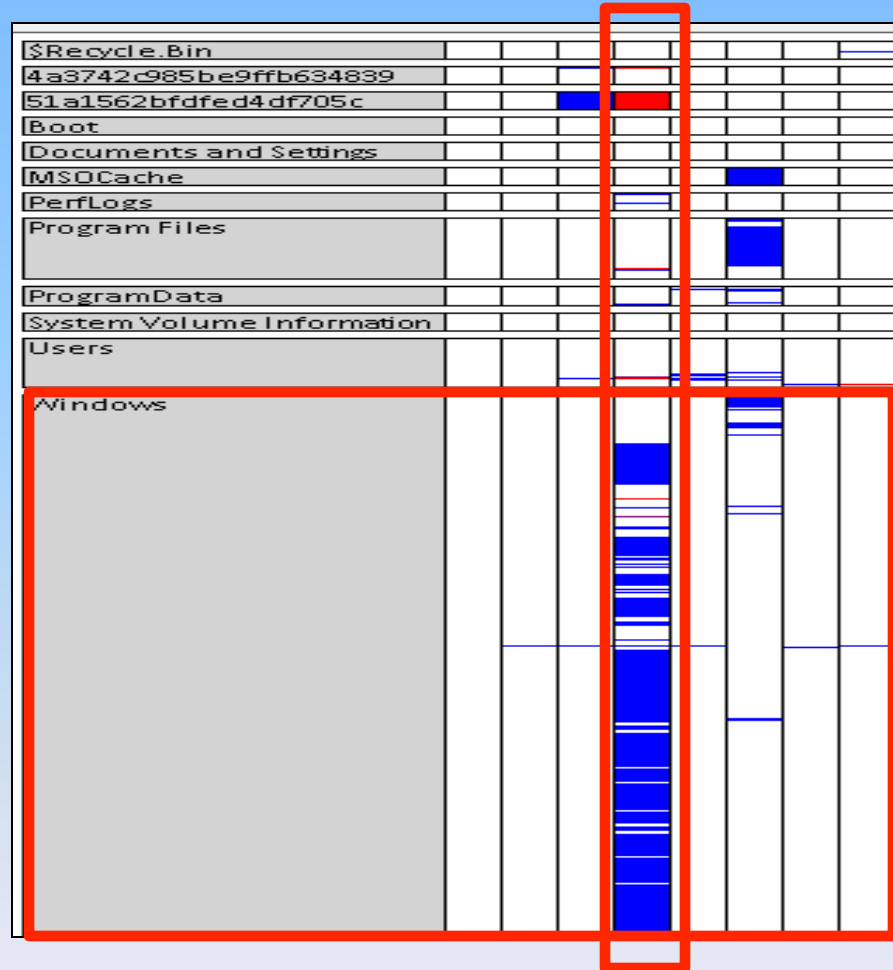 $Recycle.Bin
4a3742c985be9ffb634839
51a1562bfdfed4df705c
Boot
Documents and Settings
MSOCache
PerfLogs
Program Files
ProgramData
System Volume Information
Users
Windows